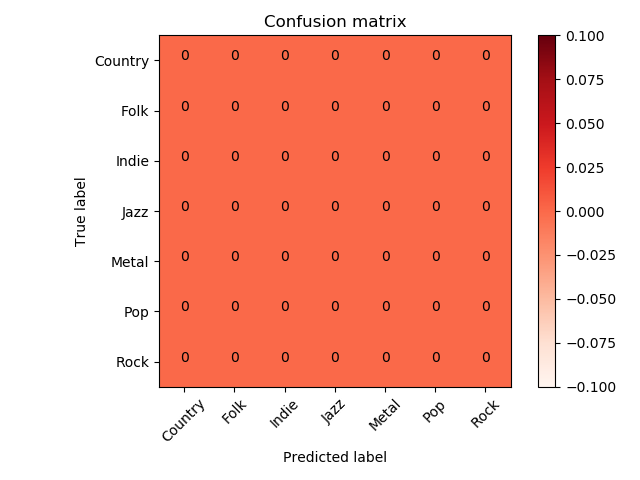 Confusion matrix
True label
Country 0 0 0 0 0 0 0
Folk 0 0 0 0 0 0 0
Indie 0 0 0 0 0 0 0
Jazz 0 0 0 0 0 0 0
Metal 0 0 0 0 0 0 0
Pop 0 0 0 0 0 0 0
Rock 0 0 0 0 0 0 0
Country Folk Indie Jazz Metal Pop Rock
Predicted label
0.100
0.075
0.050
0.025
0.000
−0.025
−0.050
−0.075
−0.100